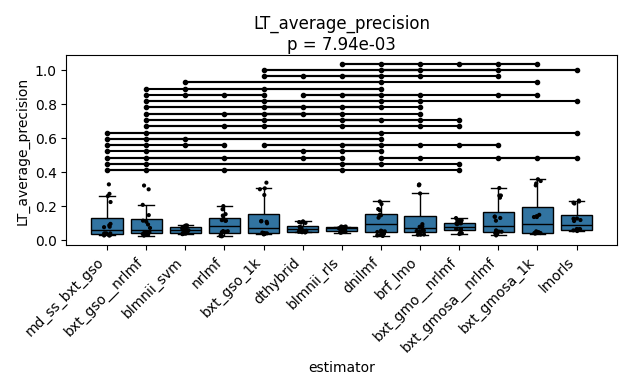 LT_average_precision
p = 7.94e-03
LT_average_precision
1.0
0.8
0.6
0.4
0.2
0.0
md_ss_bxt_gso
bxt_gso__nrlmf
blmnii_svm
nrlmf
bxt_gso_1k
dthybrid
blmnii_rls
dnilmf
brf_lmo
bxt_gmo__nrlmf
bxt_gmosa__nrlmf
bxt_gmosa_1k
lmorls
estimator